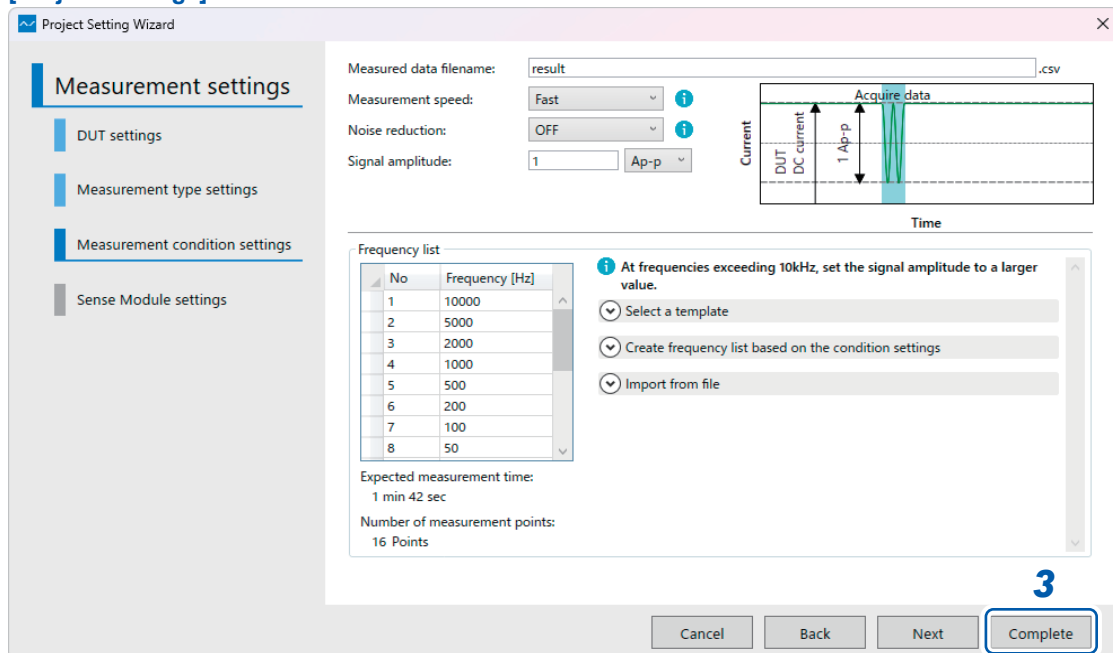 Project Setting Wizard
Measurement settings
DUT settings
Measurement type settings
Measurement condition settings
Sense Module settings
Measured data filename: result .csv
Measurement speed: Fast
Noise reduction: OFF
Signal amplitude: 1 Ap-p
Acquire data
Current
DUT
DC current
1 Ap-p
Time
Frequency list
No Frequency [Hz]
1 10000
2 5000
3 2000
4 1000
5 500
6 200
7 100
8 50
Expected measurement time:
1 min 42 sec
Number of measurement points:
16 Points
At frequencies exceeding 10kHz, set the signal amplitude to a larger
value.
Select a template
Create frequency list based on the condition settings
Import from file
3
Cancel Back Next Complete